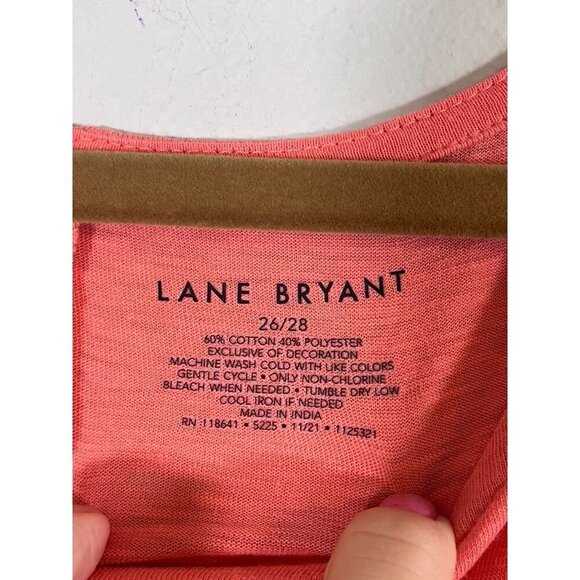 LANE BRYANT
26/28
60% COTTON 40% POLYESTER
EXCLUSIVE OF DECORATION
MACHINE WASH COLD WITH LIKE COLORS
GENTLE CYCLE • ONLY NON-CHLORINE
BLEACH WHEN NEEDED • TUMBLE DRY LOW
COOL IRON IF NEEDED
MADE IN INDIA
RN 118641 • 5225 • 11/21 • 1125321